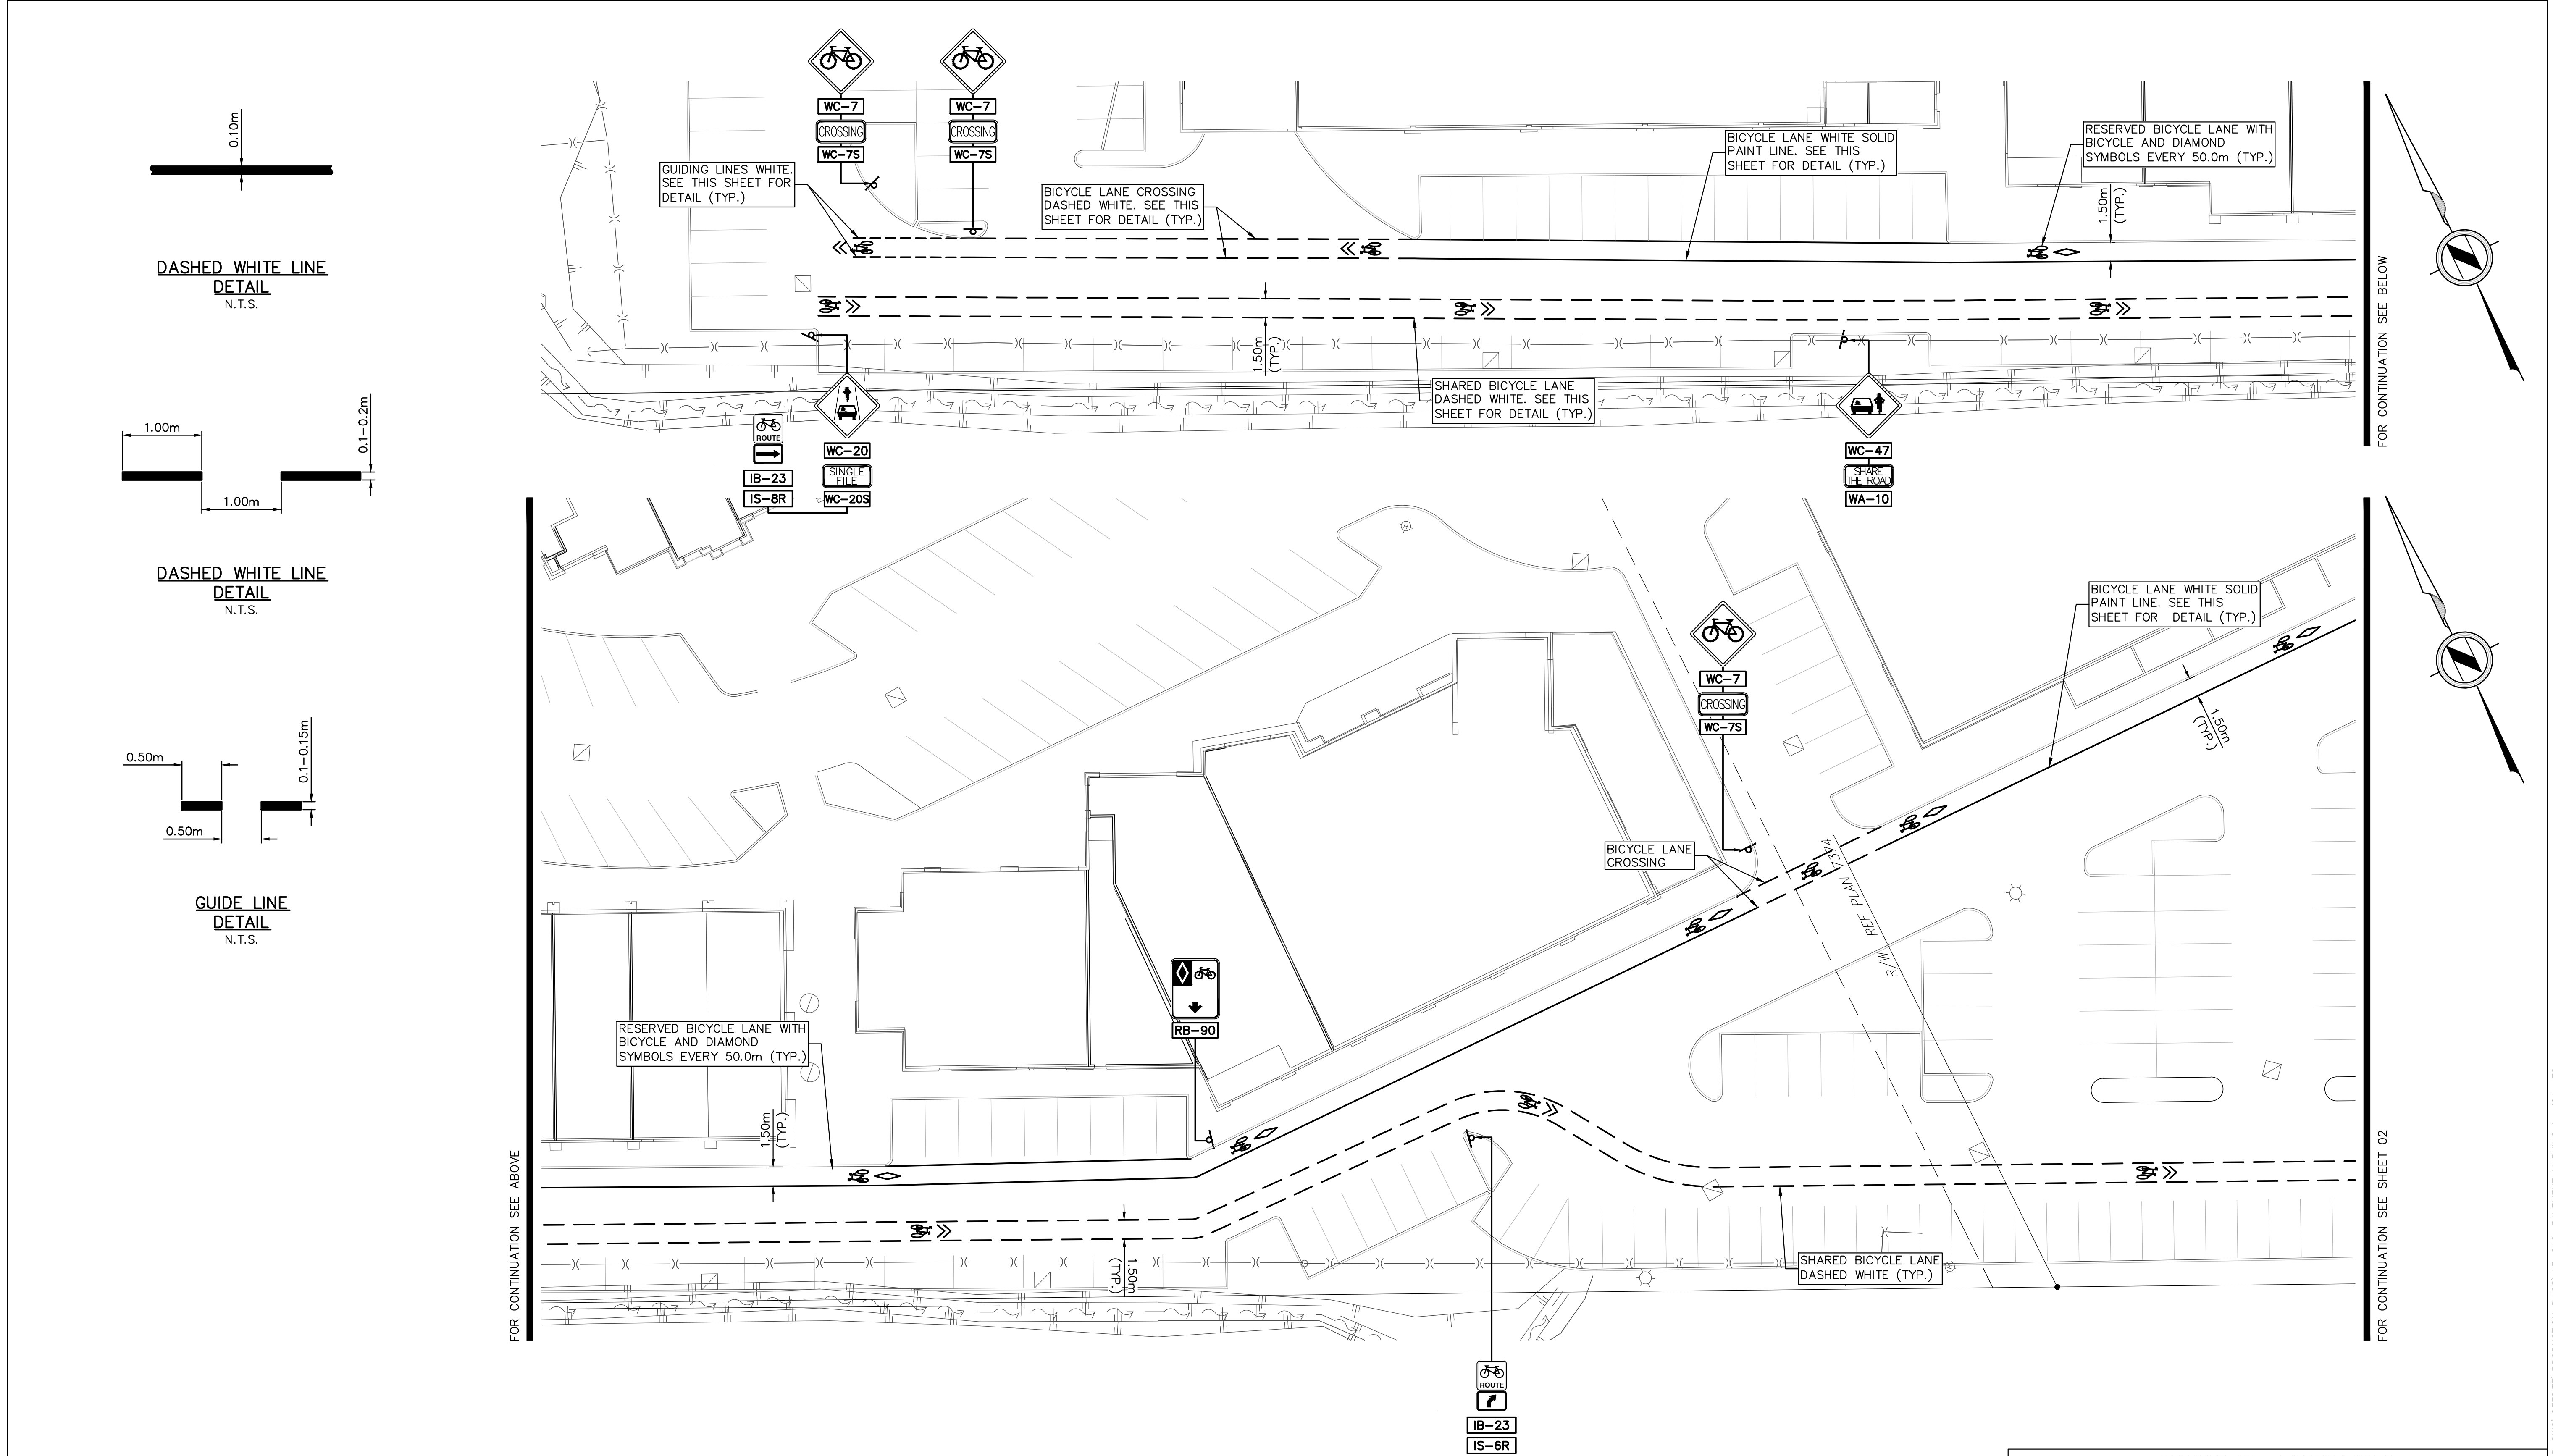 0.10m
DASHED WHITE LINE
DETAIL
N.T.S.
1.00m
0.1-0.2m
1.00m
DASHED WHITE LINE
DETAIL
N.T.S.
0.50m
0.1-0.15m
0.50m
GUIDE LINE
DETAIL
N.T.S.
WC-7
CROSSING
WC-7S
WC-7
CROSSING
WC-7S
GUIDING LINES WHITE.
SEE THIS SHEET FOR
DETAIL (TYP.)
BICYCLE LANE CROSSING
DASHED WHITE. SEE THIS
SHEET FOR DETAIL (TYP.)
BICYCLE LANE WHITE SOLID
PAINT LINE. SEE THIS
SHEET FOR DETAIL (TYP.)
RESERVED BICYCLE LANE WITH
BICYCLE AND DIAMOND
SYMBOLS EVERY 50.0m (TYP.)
1.50m
(TYP.)
1.50m
(TYP.)
SHARED BICYCLE LANE
DASHED WHITE. SEE THIS
SHEET FOR DETAIL (TYP.)
ROUTE
IB-23
IS-8R
WC-20
SINGLE
FILE
WC-20S
WC-47
SHARE
THE ROAD
WA-10
FOR CONTINUATION SEE BELOW
FOR CONTINUATION SEE ABOVE
WC-7
CROSSING
WC-7S
BICYCLE LANE WHITE SOLID
PAINT LINE. SEE THIS
SHEET FOR DETAIL (TYP.)
1.50m
(TYP.)
BICYCLE LANE
CROSSING
R/W REF PLAN 7374
RB-90
RESERVED BICYCLE LANE WITH
BICYCLE AND DIAMOND
SYMBOLS EVERY 50.0m (TYP.)
1.50m
(TYP.)
1.50m
(TYP.)
SHARED BICYCLE LANE
DASHED WHITE (TYP.)
ROUTE
IB-23
IS-6R
FOR CONTINUATION SEE SHEET 02